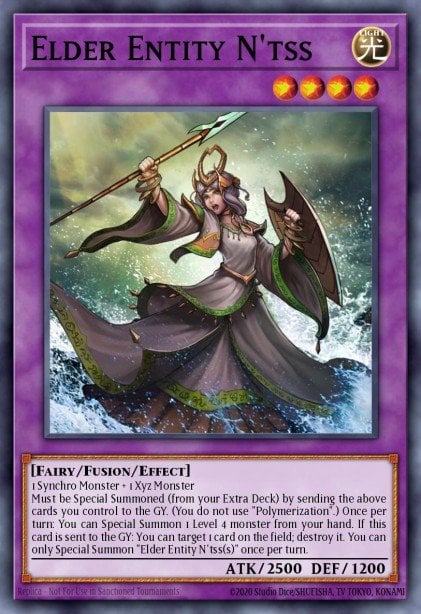 Elder Entity N'tss
LIGHT
光
[Fairy/Fusion/Effect]
1 Synchro Monster + 1 Xyz Monster
Must be Special Summoned (from your Extra Deck) by sending the above
cards you control to the GY. (You do not use "Polymerization".) Once per
turn: You can Special Summon 1 Level 4 monster from your hand. If this
card is sent to the GY: You can target 1 card on the field; destroy it. You can
only Special Summon "Elder Entity N'tss(s)" once per turn.
ATK/2500 DEF/1200
Replica - Not For Use in Sanctioned Tournaments ©2020 Studio Dice/SHUEISHA, TV TOKYO, KONAMI